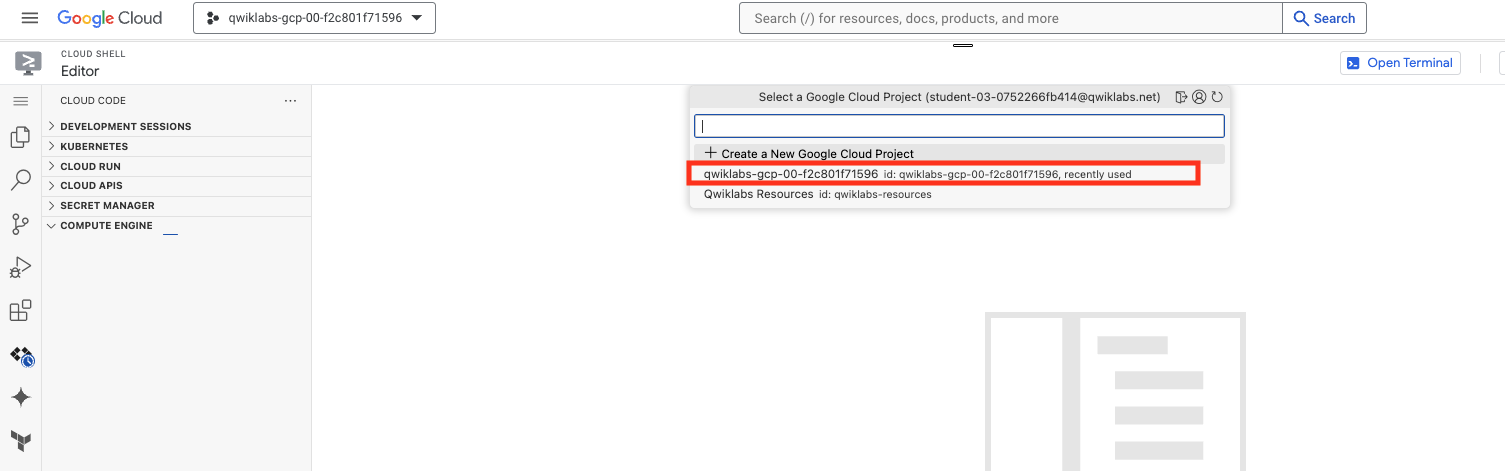 Google Cloud
qwiklabs-gcp-00-f2c801f71596
Search (/) for resources, docs, products, and more
Search
CLOUD SHELL
Editor
Open Terminal
CLOUD CODE
DEVELOPMENT SESSIONS
KUBERNETES
CLOUD RUN
CLOUD APIS
SECRET MANAGER
COMPUTE ENGINE
Select a Google Cloud Project (student-03-0752266fb414@qwiklabs.net)
Create a New Google Cloud Project
qwiklabs-gcp-00-f2c801f71596 id: qwiklabs-gcp-00-f2c801f71596, recently used
Qwiklabs Resources id: qwiklabs-resources